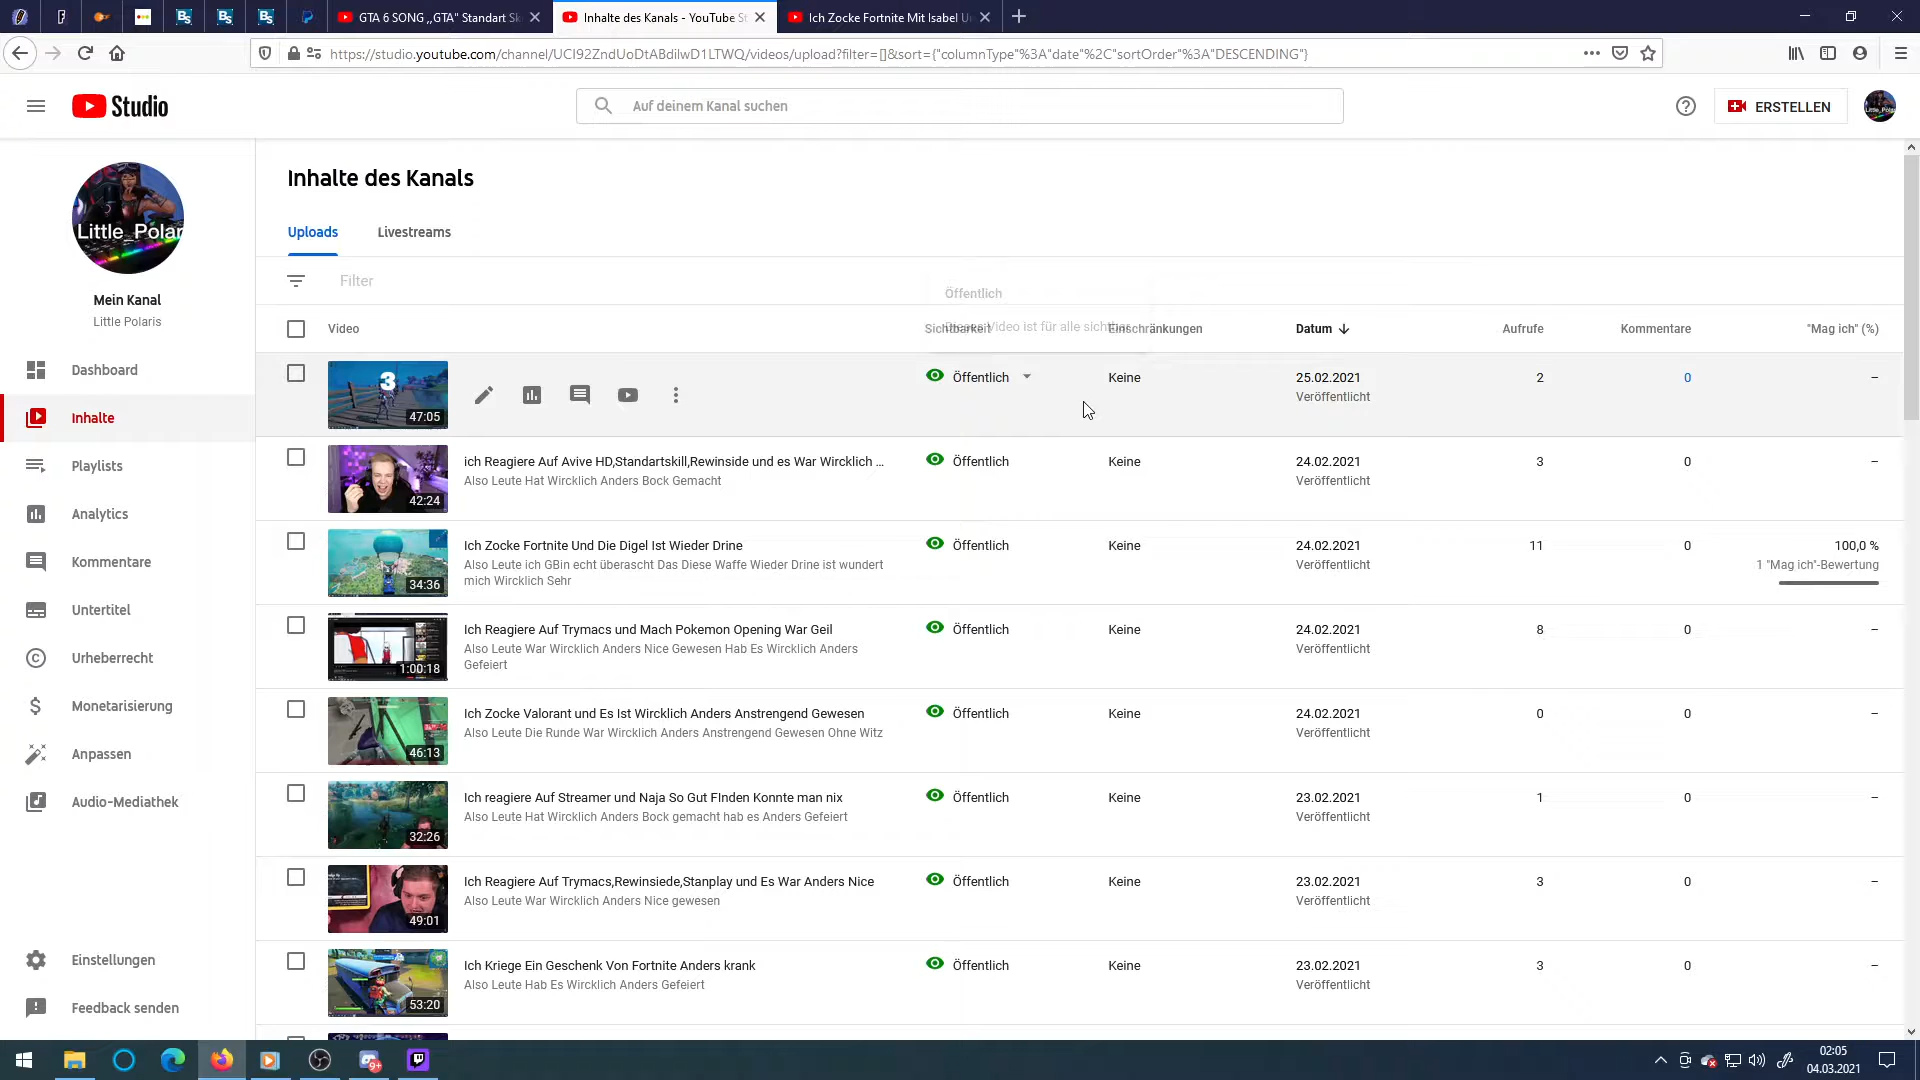 GTA 6 SONG ,,GTA" Standart Sk
Inhalte des Kanals - YouTube St
Ich Zocke Fortnite Mit Isabel U
https://studio.youtube.com/channel/UCI92ZndUoDtABdilwD1LTWQ/videos/upload?filter=[]&sort={"columnType"%3A"date"%2C"sortOrder"%3A"DESCENDING"}
Studio
Auf deinem Kanal suchen
ERSTELLEN
Little_Polar
Mein Kanal
Little Polaris
Dashboard
Inhalte
Playlists
Analytics
Kommentare
Untertitel
Urheberrecht
Monetarisierung
Anpassen
Audio-Mediathek
Einstellungen
Feedback senden
Inhalte des Kanals
Uploads Livestreams
Filter
Öffentlich
Video ist für alle
Video Sichtbarkeit Einschränkungen Datum Aufrufe Kommentare "Mag ich" (%)
3
47:05
Öffentlich Keine 25.02.2021 2 0 –
Veröffentlicht
42:24
ich Reagiere Auf Avive HD,Standartskill,Rewinside und es War Wircklich ... Öffentlich Keine 24.02.2021 3 0 –
Also Leute Hat Wircklich Anders Bock Gemacht Veröffentlicht
34:36
Ich Zocke Fortnite Und Die Digel Ist Wieder Drine Öffentlich Keine 24.02.2021 11 0 100,0 %
Also Leute ich GBin echt überascht Das Diese Waffe Wieder Drine ist wundert Veröffentlicht 1 "Mag ich"-Bewertung
mich Wircklich Sehr
1:00:18
Ich Reagiere Auf Trymacs und Mach Pokemon Opening War Geil Öffentlich Keine 24.02.2021 8 0 –
Also Leute War Wircklich Anders Nice Gewesen Hab Es Wircklich Anders Veröffentlicht
Gefeiert
46:13
Ich Zocke Valorant und Es Ist Wircklich Anders Anstrengend Gewesen Öffentlich Keine 24.02.2021 0 0 –
Also Leute Die Runde War Wircklich Anders Anstrengend Gewesen Ohne Witz Veröffentlicht
32:26
Ich reagiere Auf Streamer und Naja So Gut FInden Konnte man nix Öffentlich Keine 23.02.2021 1 0 –
Also Leute Hat Wircklich Anders Bock gemacht hab es Anders Gefeiert Veröffentlicht
49:01
Ich Reagiere Auf Trymacs,Rewinsiede,Stanplay und Es War Anders Nice Öffentlich Keine 23.02.2021 3 0 –
Also Leute War Wircklich Anders Nice gewesen Veröffentlicht
53:20
Ich Kriege Ein Geschenk Von Fortnite Anders krank Öffentlich Keine 23.02.2021 3 0 –
Also Leute Hab Es Wircklich Anders Gefeiert Veröffentlicht
9+
02:05
04.03.2021